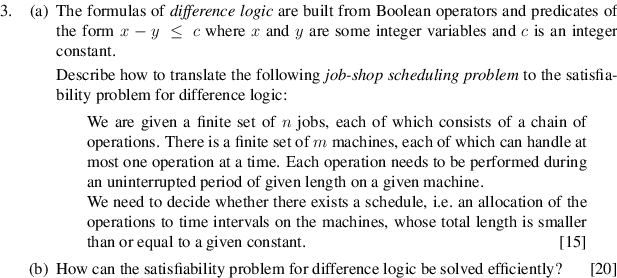 3. (a) The formulas of difference logic are built from Boolean operators and predicates of
the form x − y ≤ c where x and y are some integer variables and c is an integer
constant.
Describe how to translate the following job-shop scheduling problem to the satisfia-
bility problem for difference logic:
We are given a finite set of n jobs, each of which consists of a chain of
operations. There is a finite set of m machines, each of which can handle at
most one operation at a time. Each operation needs to be performed during
an uninterrupted period of given length on a given machine.
We need to decide whether there exists a schedule, i.e. an allocation of the
operations to time intervals on the machines, whose total length is smaller
than or equal to a given constant. [15]
(b) How can the satisfiability problem for difference logic be solved efficiently? [20]